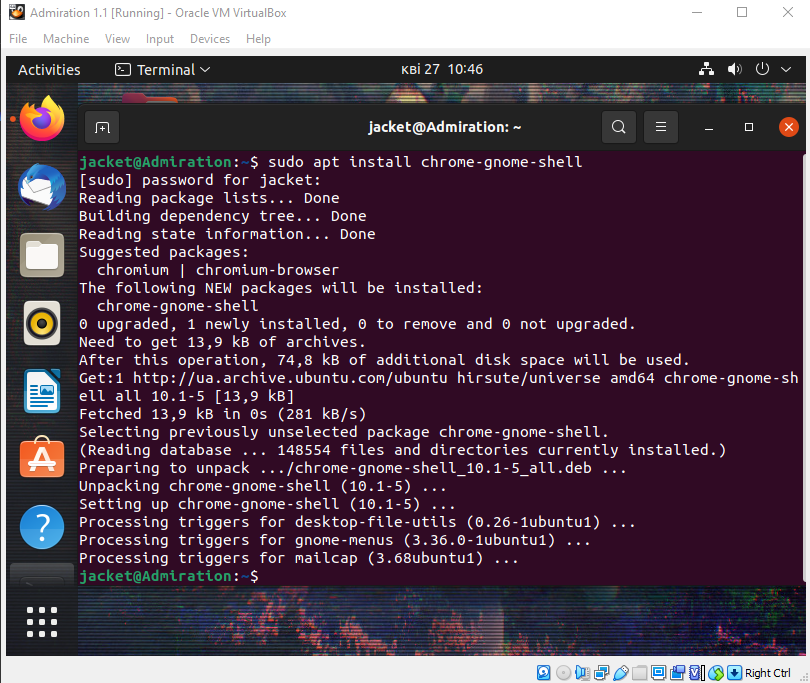 Admiration 1.1 [Running] - Oracle VM VirtualBox
File Machine View Input Devices Help
Activities Terminal кві 27 10:46
jacket@Admiration: ~
jacket@Admiration:~$ sudo apt install chrome-gnome-shell
[sudo] password for jacket:
Reading package lists... Done
Building dependency tree... Done
Reading state information... Done
Suggested packages:
  chromium | chromium-browser
The following NEW packages will be installed:
  chrome-gnome-shell
0 upgraded, 1 newly installed, 0 to remove and 0 not upgraded.
Need to get 13,9 kB of archives.
After this operation, 74,8 kB of additional disk space will be used.
Get:1 http://ua.archive.ubuntu.com/ubuntu hirsute/universe amd64 chrome-gnome-sh
ell all 10.1-5 [13,9 kB]
Fetched 13,9 kB in 0s (281 kB/s)
Selecting previously unselected package chrome-gnome-shell.
(Reading database ... 148554 files and directories currently installed.)
Preparing to unpack .../chrome-gnome-shell_10.1-5_all.deb ...
Unpacking chrome-gnome-shell (10.1-5) ...
Setting up chrome-gnome-shell (10.1-5) ...
Processing triggers for desktop-file-utils (0.26-1ubuntu1) ...
Processing triggers for gnome-menus (3.36.0-1ubuntu1) ...
Processing triggers for mailcap (3.68ubuntu1) ...
jacket@Admiration:~$
Right Ctrl